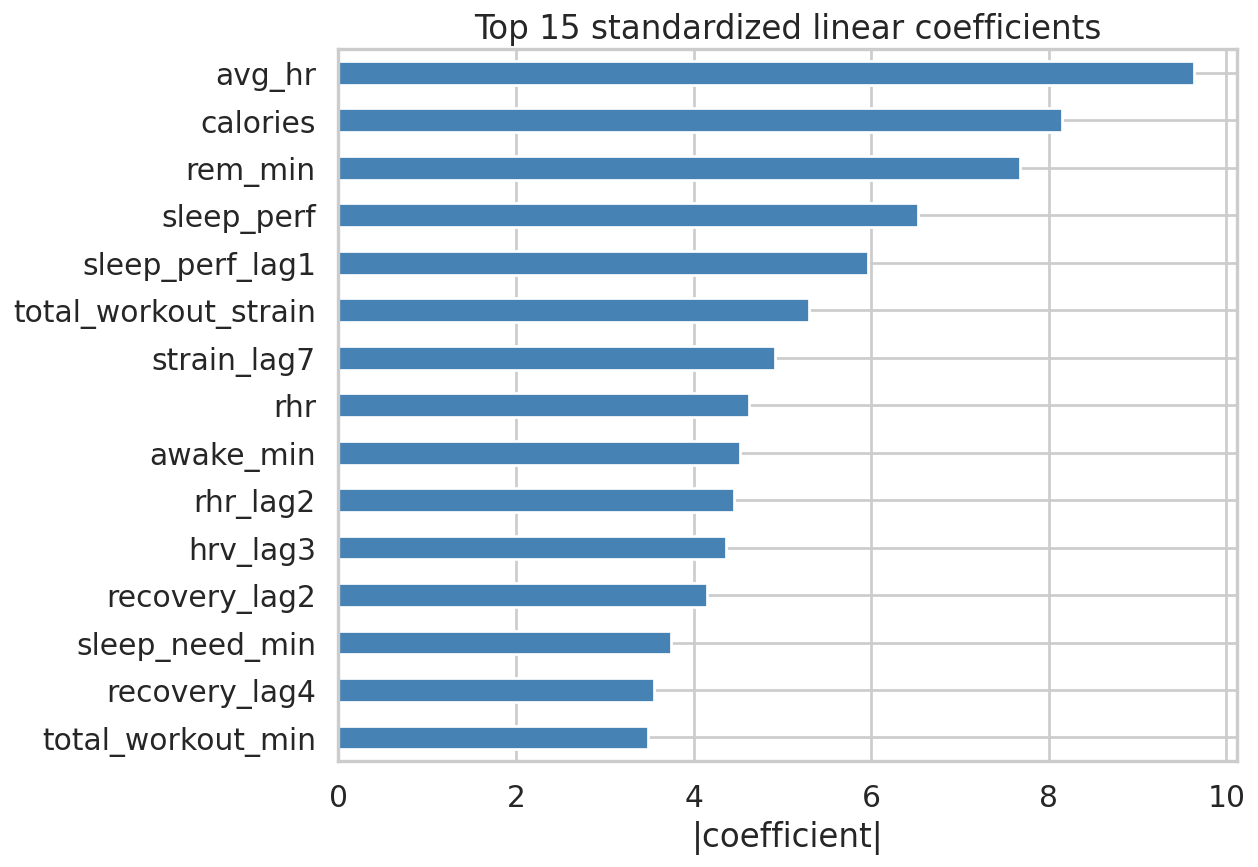 Top 15 standardized linear coefficients
avg_hr
calories
rem_min
sleep_perf
sleep_perf_lag1
total_workout_strain
strain_lag7
rhr
awake_min
rhr_lag2
hrv_lag3
recovery_lag2
sleep_need_min
recovery_lag4
total_workout_min
0 2 4 6 8 10
|coefficient|